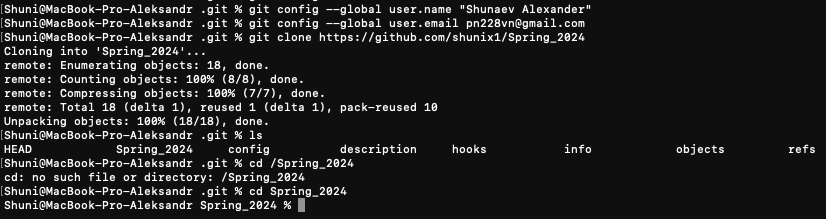 [Shuni@MacBook-Pro-Aleksandr .git % git config --global user.name "Shunaev Alexander"
[Shuni@MacBook-Pro-Aleksandr .git % git config --global user.email pn228vn@gmail.com
[Shuni@MacBook-Pro-Aleksandr .git % git clone https://github.com/shunix1/Spring_2024
Cloning into 'Spring_2024'...
remote: Enumerating objects: 18, done.
remote: Counting objects: 100% (8/8), done.
remote: Compressing objects: 100% (7/7), done.
remote: Total 18 (delta 1), reused 1 (delta 1), pack-reused 10
Unpacking objects: 100% (18/18), done.
[Shuni@MacBook-Pro-Aleksandr .git % ls
HEAD Spring_2024 config description hooks info objects refs
[Shuni@MacBook-Pro-Aleksandr .git % cd /Spring_2024
cd: no such file or directory: /Spring_2024
[Shuni@MacBook-Pro-Aleksandr .git % cd Spring_2024
Shuni@MacBook-Pro-Aleksandr Spring_2024 %